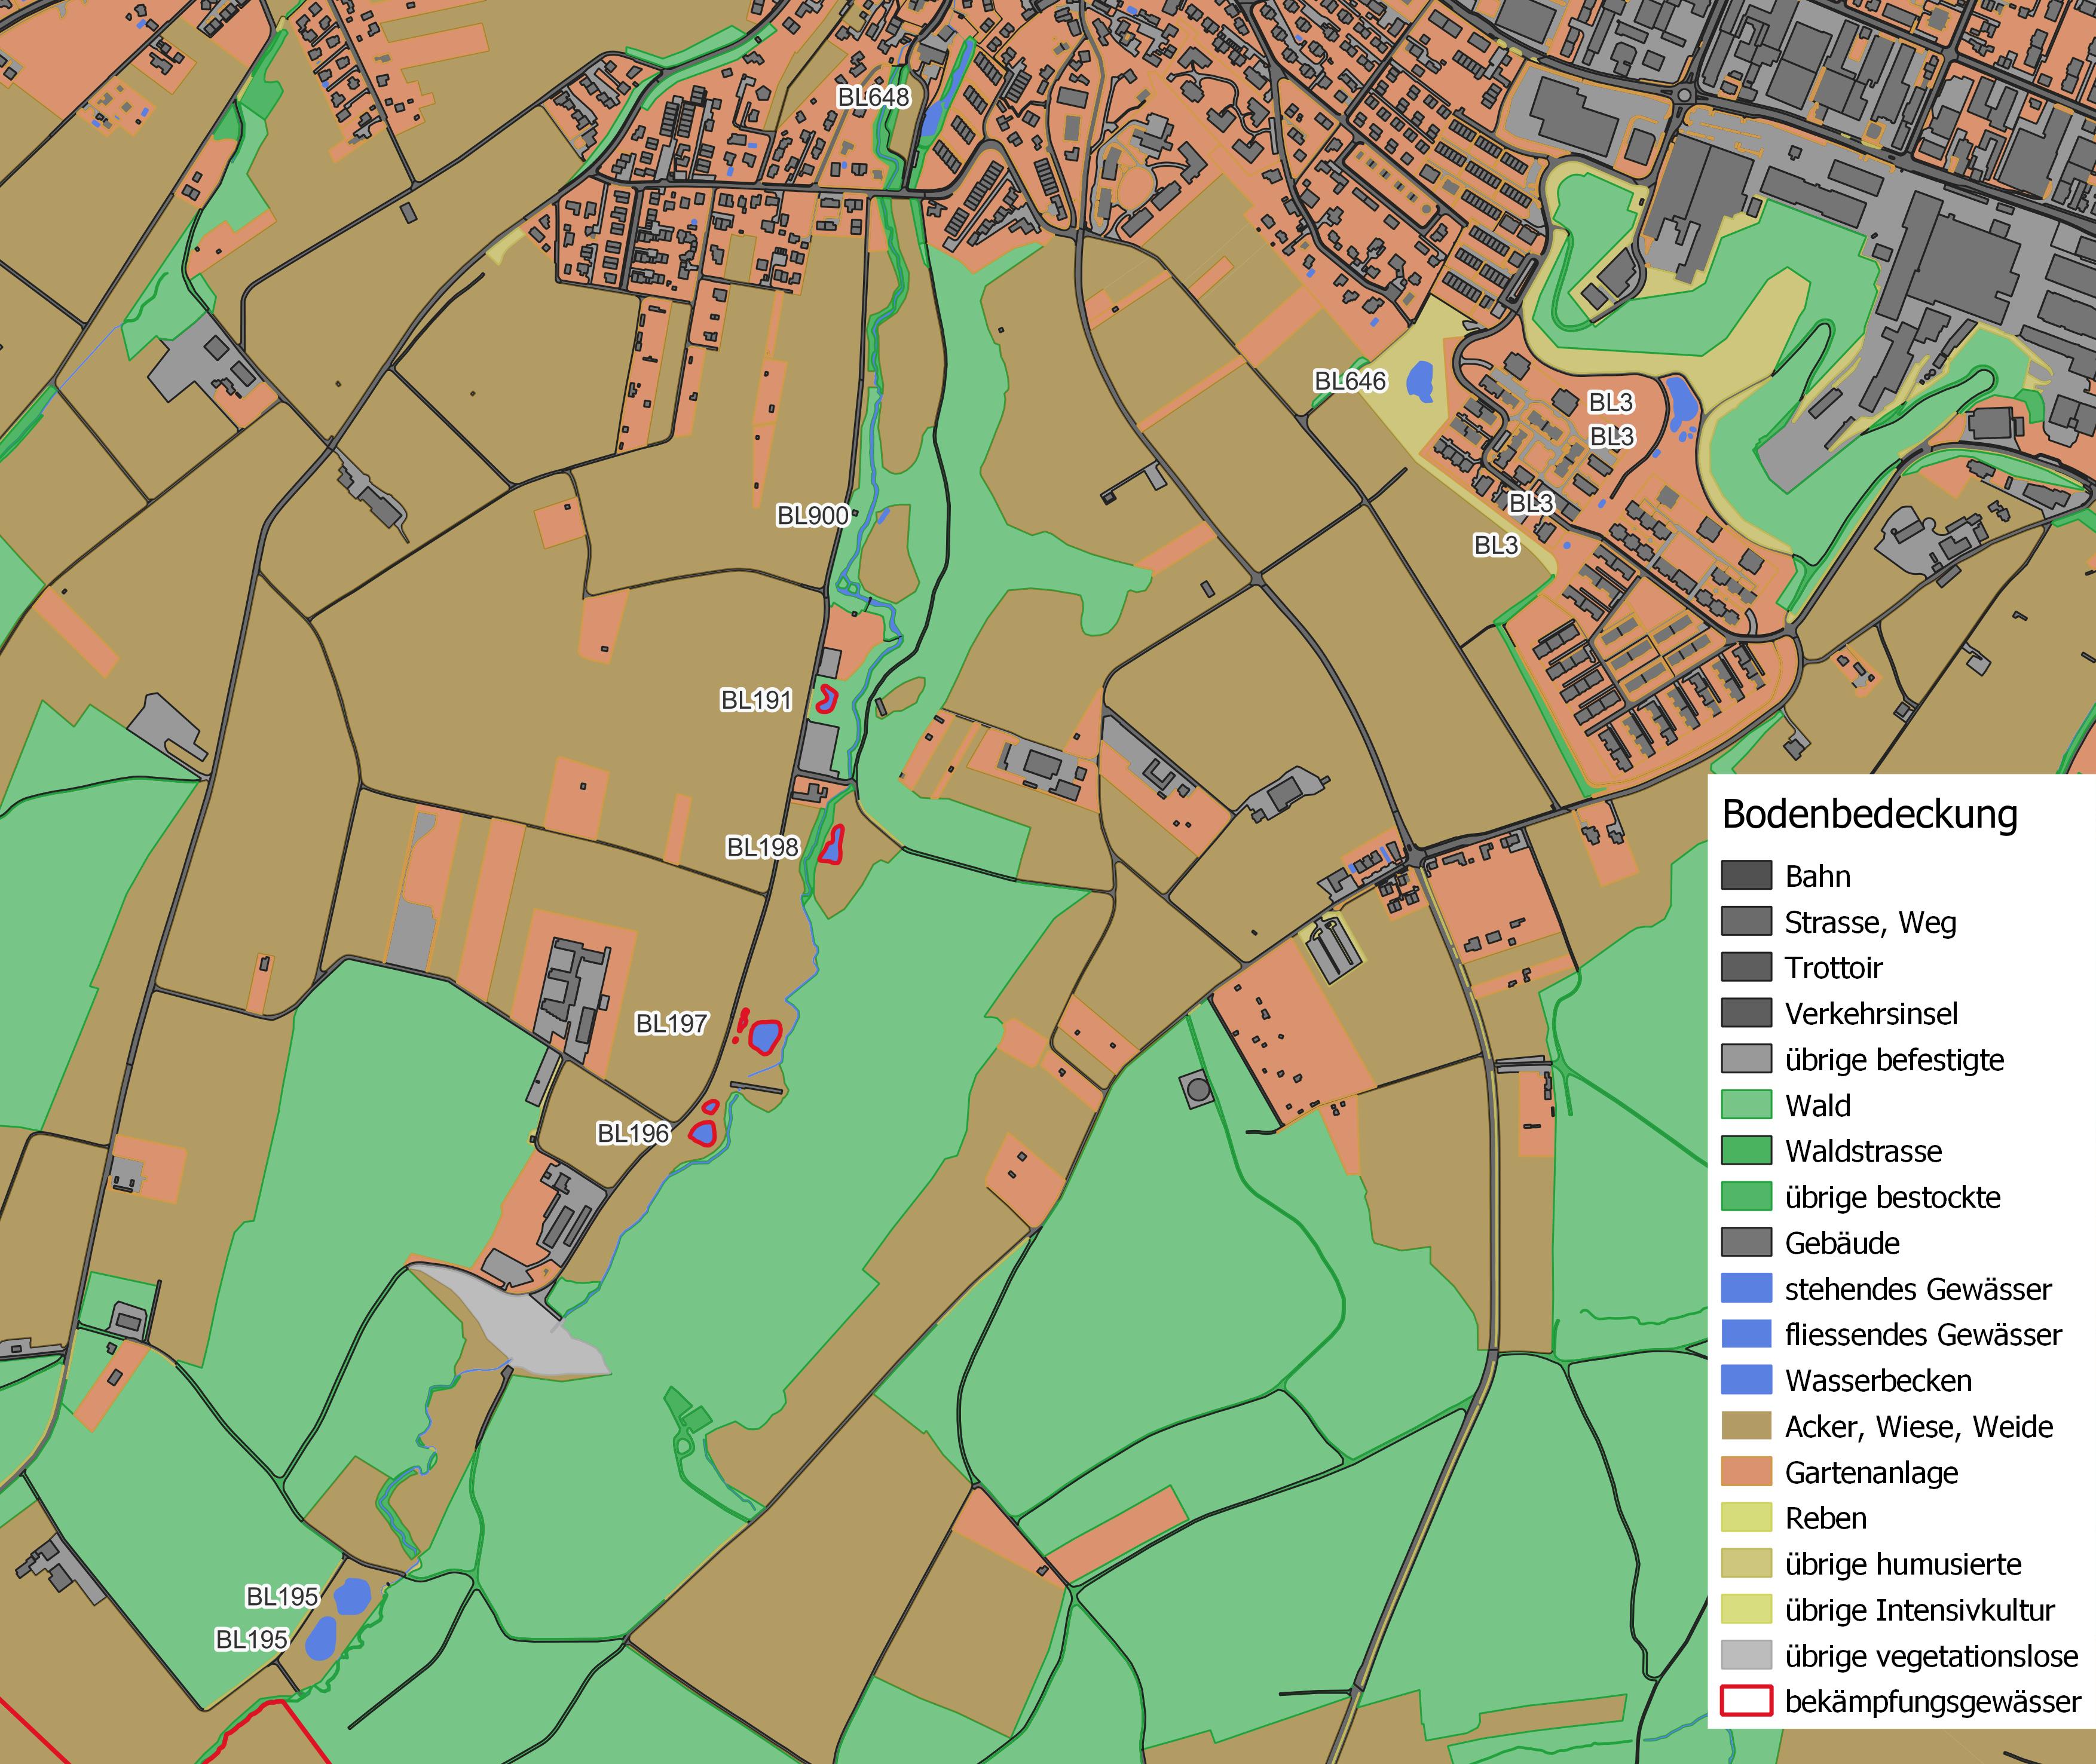 BL648
BL646
BL3
BL3
BL3
BL900
BL3
BL191
BL198
BL197
BL196
BL195
BL195
Bodenbedeckung
Bahn
Strasse, Weg
Trottoir
Verkehrsinsel
übrige befestigte
Wald
Waldstrasse
übrige bestockte
Gebäude
stehendes Gewässer
fliessendes Gewässer
Wasserbecken
Acker, Wiese, Weide
Gartenanlage
Reben
übrige humusierte
übrige Intensivkultur
übrige vegetationslose
bekämpfungsgewässer